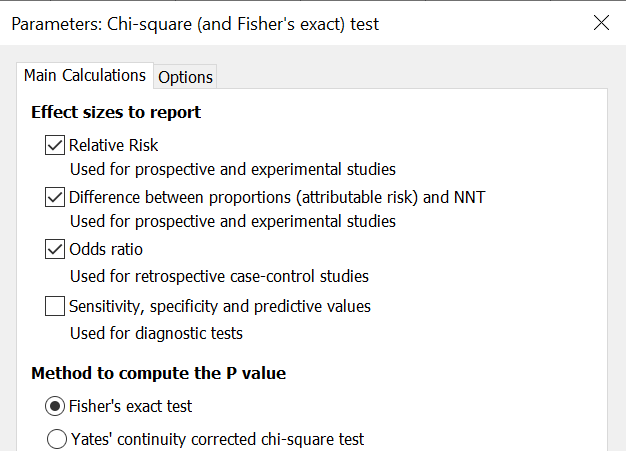 Parameters: Chi-square (and Fisher's exact) test
Main Calculations Options
Effect sizes to report
Relative Risk
Used for prospective and experimental studies
Difference between proportions (attributable risk) and NNT
Used for prospective and experimental studies
Odds ratio
Used for retrospective case-control studies
Sensitivity, specificity and predictive values
Used for diagnostic tests
Method to compute the P value
Fisher's exact test
Yates' continuity corrected chi-square test